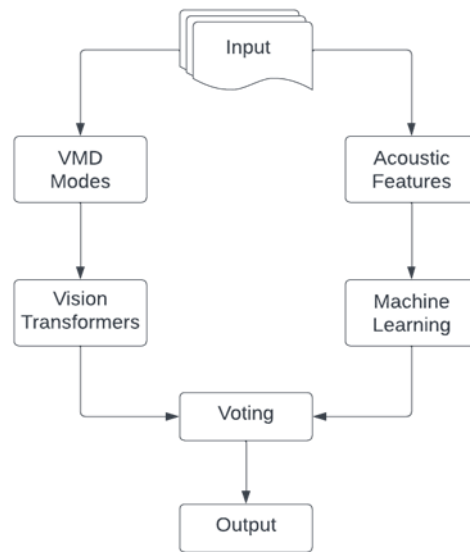 Input
VMD
Modes
Acoustic
Features
Vision
Transformers
Machine
Learning
Voting
Output